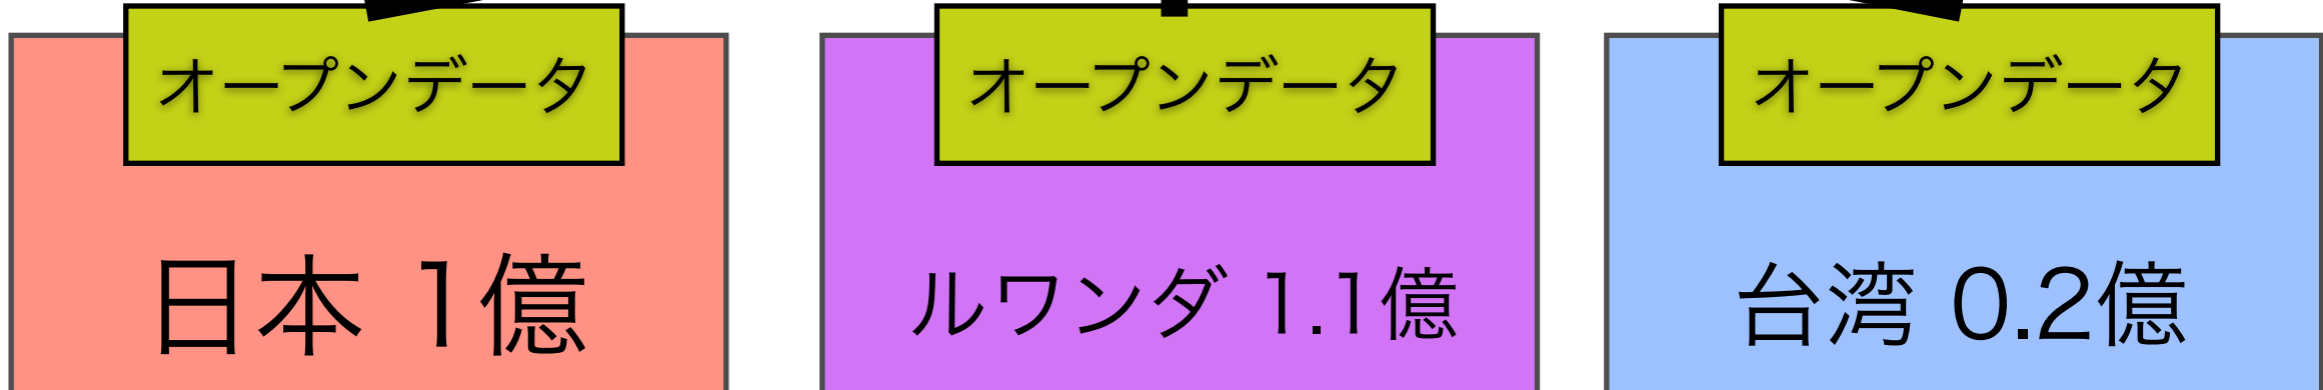 オープンデータ
オープンデータ
オープンデータ
日本 1億
ルワンダ 1.1億
台湾 0.2億